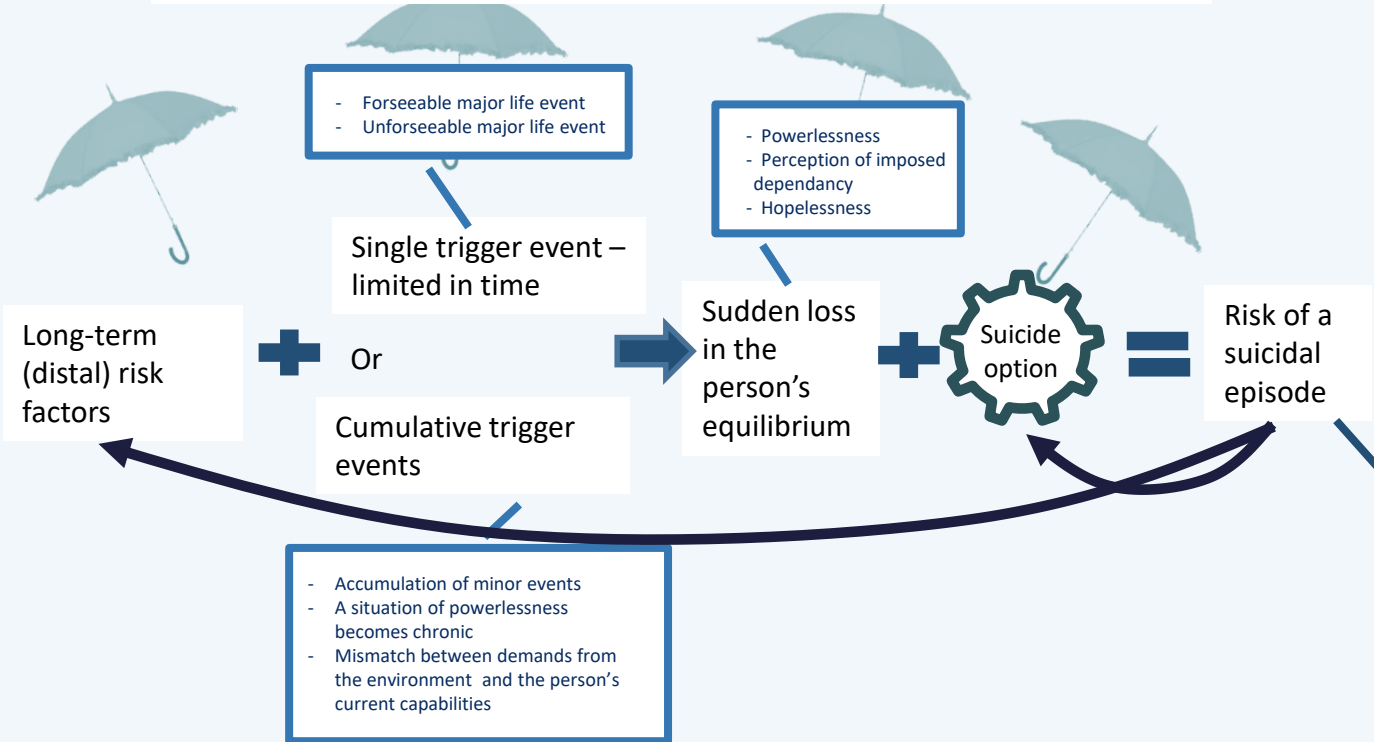 - Forseeable major life event
- Unforseeable major life event
- Powerlessness
- Perception of imposed
dependancy
- Hopelessness
Single trigger event –
limited in time
Long-term
(distal) risk
factors
Or
Cumulative trigger
events
Sudden loss
in the
person's
equilibrium
Suicide
option
Risk of a
suicidal
episode
- Accumulation of minor events
- A situation of powerlessness
becomes chronic
- Mismatch between demands from
the environment and the person's
current capabilities